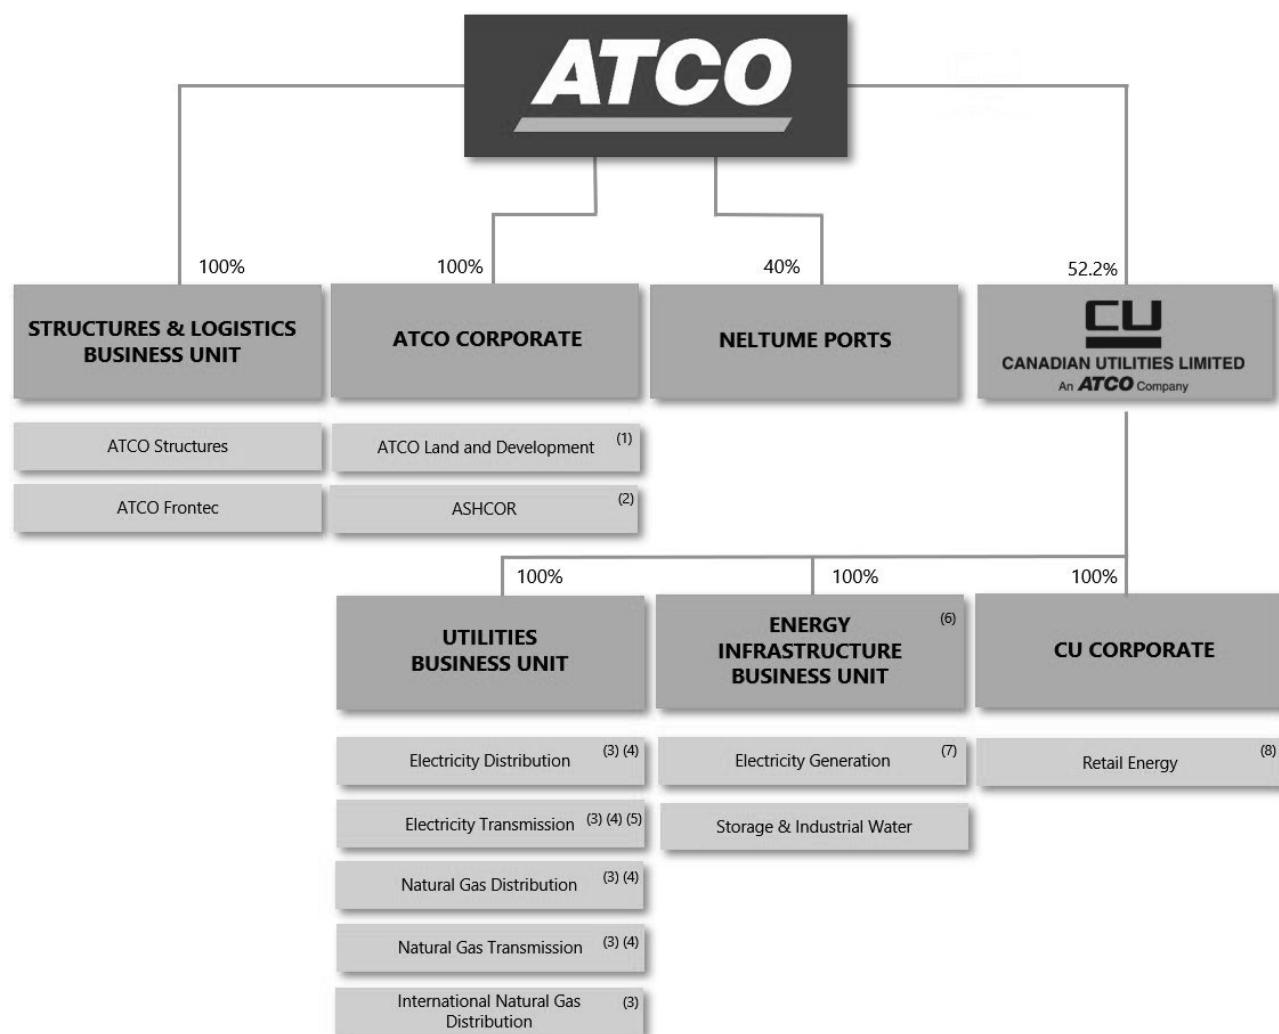 ATCO
100%
100%
40%
52.2%
STRUCTURES & LOGISTICS
BUSINESS UNIT
ATCO CORPORATE
NELTUME PORTS
CU
CANADIAN UTILITIES LIMITED
An ATCO Company
ATCO Structures
ATCO Land and Development (1)
ATCO Frontec
ASHCOR (2)
100%
100%
100%
UTILITIES
BUSINESS UNIT
ENERGY (6)
INFRASTRUCTURE
BUSINESS UNIT
CU CORPORATE
Electricity Distribution (3) (4)
Electricity Generation (7)
Retail Energy (8)
Electricity Transmission (3) (4) (5)
Storage & Industrial Water
Natural Gas Distribution (3) (4)
Natural Gas Transmission (3) (4)
International Natural Gas (3)
Distribution